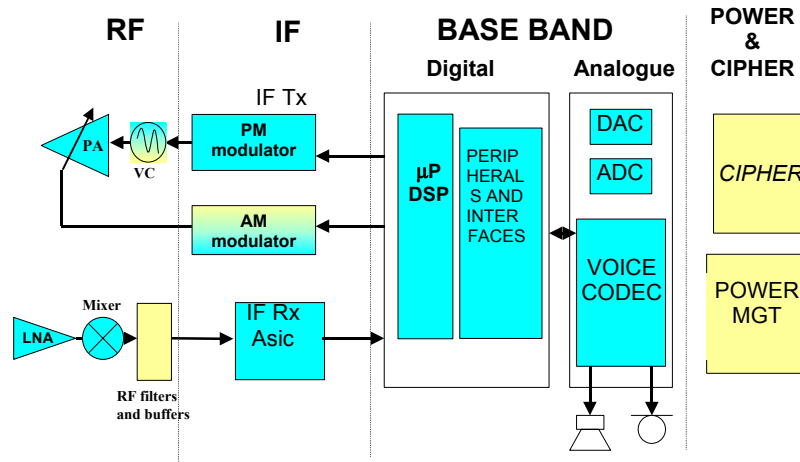 RF
IF
BASE BAND
POWER
&
CIPHER
Digital
Analogue
IF Tx
PA
VC
PM
modulator
AM
modulator
µP
DSP
PERIP
HERAL
S AND
INTER
FACES
DAC
ADC
VOICE
CODEC
CIPHER
POWER
MGT
LNA
Mixer
RF filters
and buffers
IF Rx
Asic